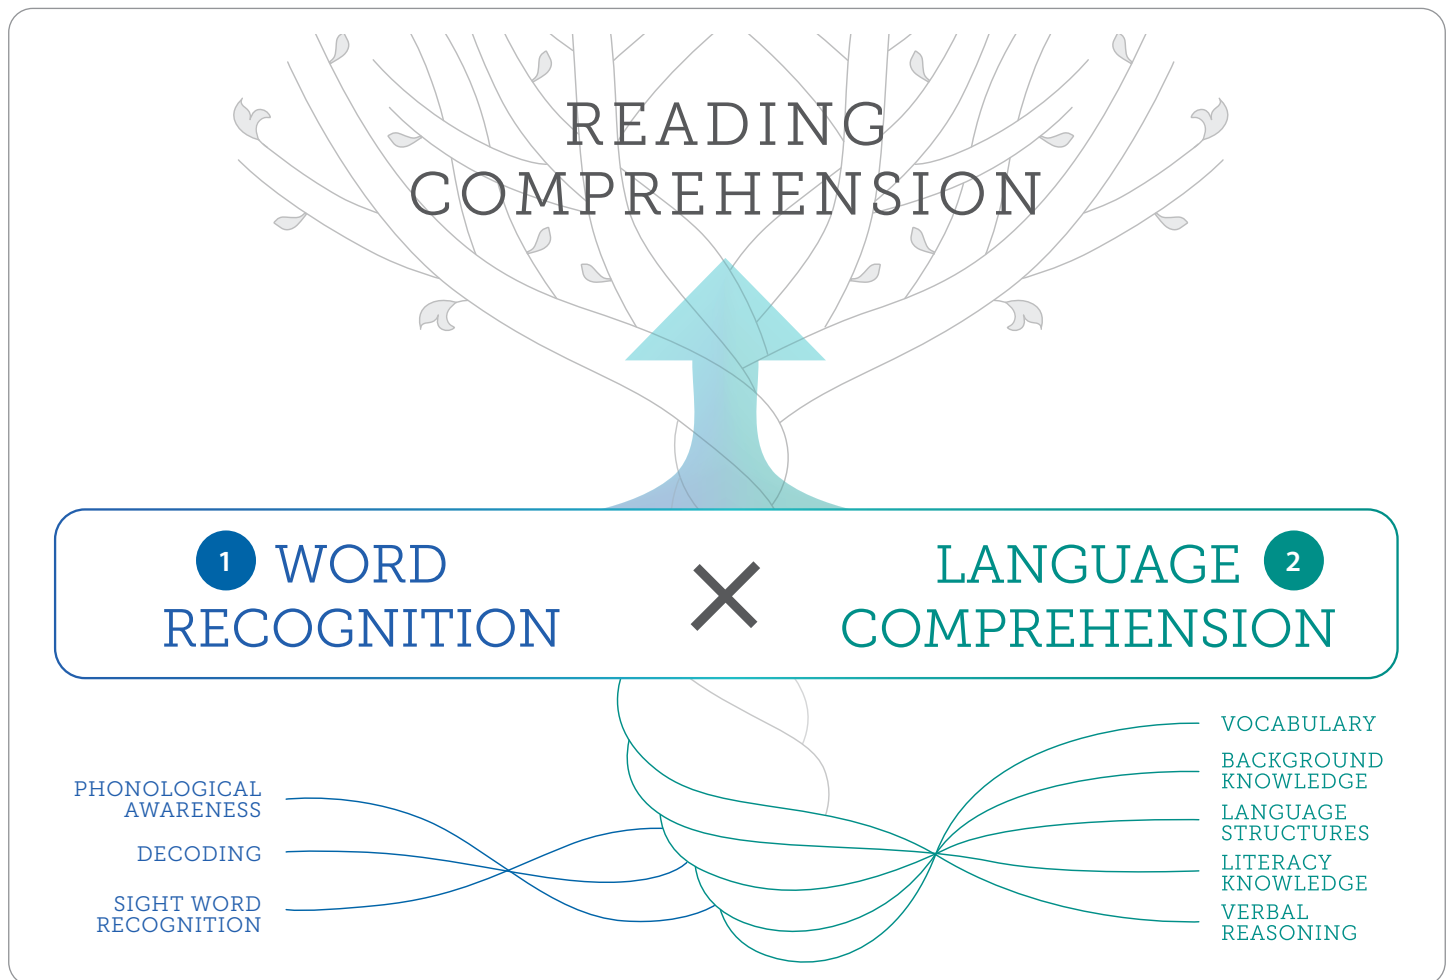 READING
COMPREHENSION
1 WORD
RECOGNITION
×
LANGUAGE 2
COMPREHENSION
PHONOLOGICAL
AWARENESS
DECODING
SIGHT WORD
RECOGNITION
VOCABULARY
BACKGROUND
KNOWLEDGE
LANGUAGE
STRUCTURES
LITERACY
KNOWLEDGE
VERBAL
REASONING